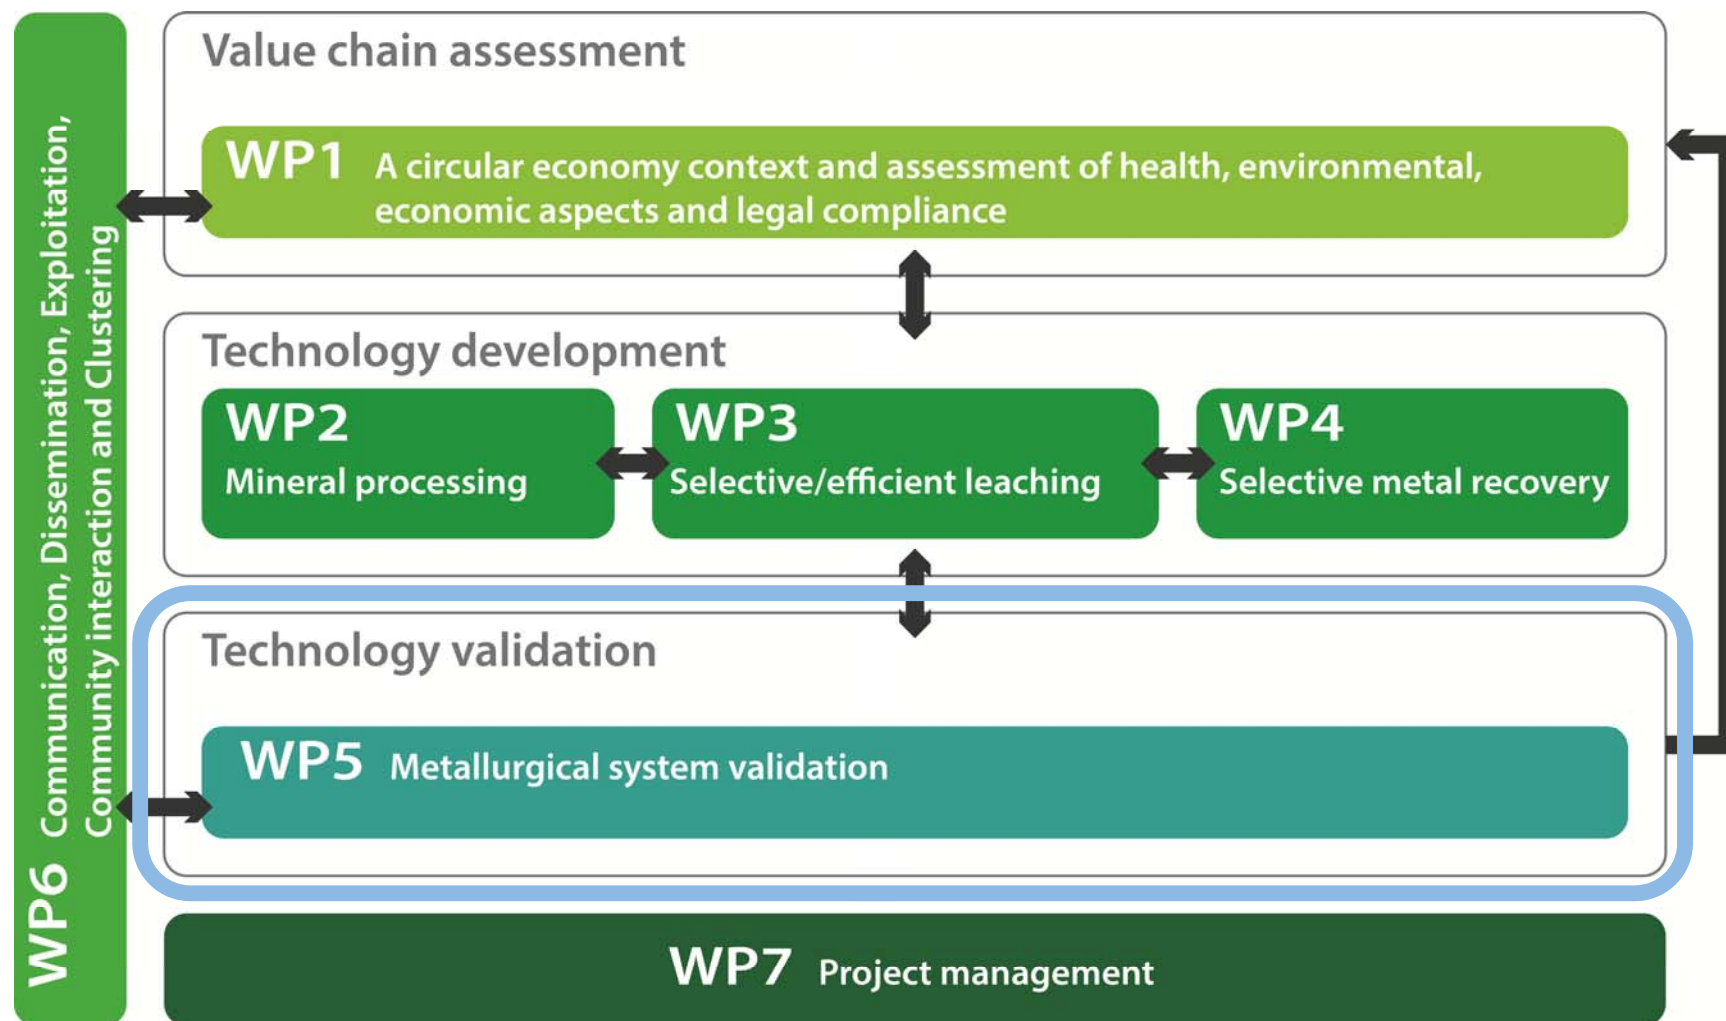 WP6 Communication, Dissemination, Exploitation,
Community interaction and Clustering
Value chain assessment
WP1 A circular economy context and assessment of health, environmental,
economic aspects and legal compliance
Technology development
WP2
Mineral processing
WP3
Selective/efficient leaching
WP4
Selective metal recovery
Technology validation
WP5 Metallurgical system validation
WP7 Project management